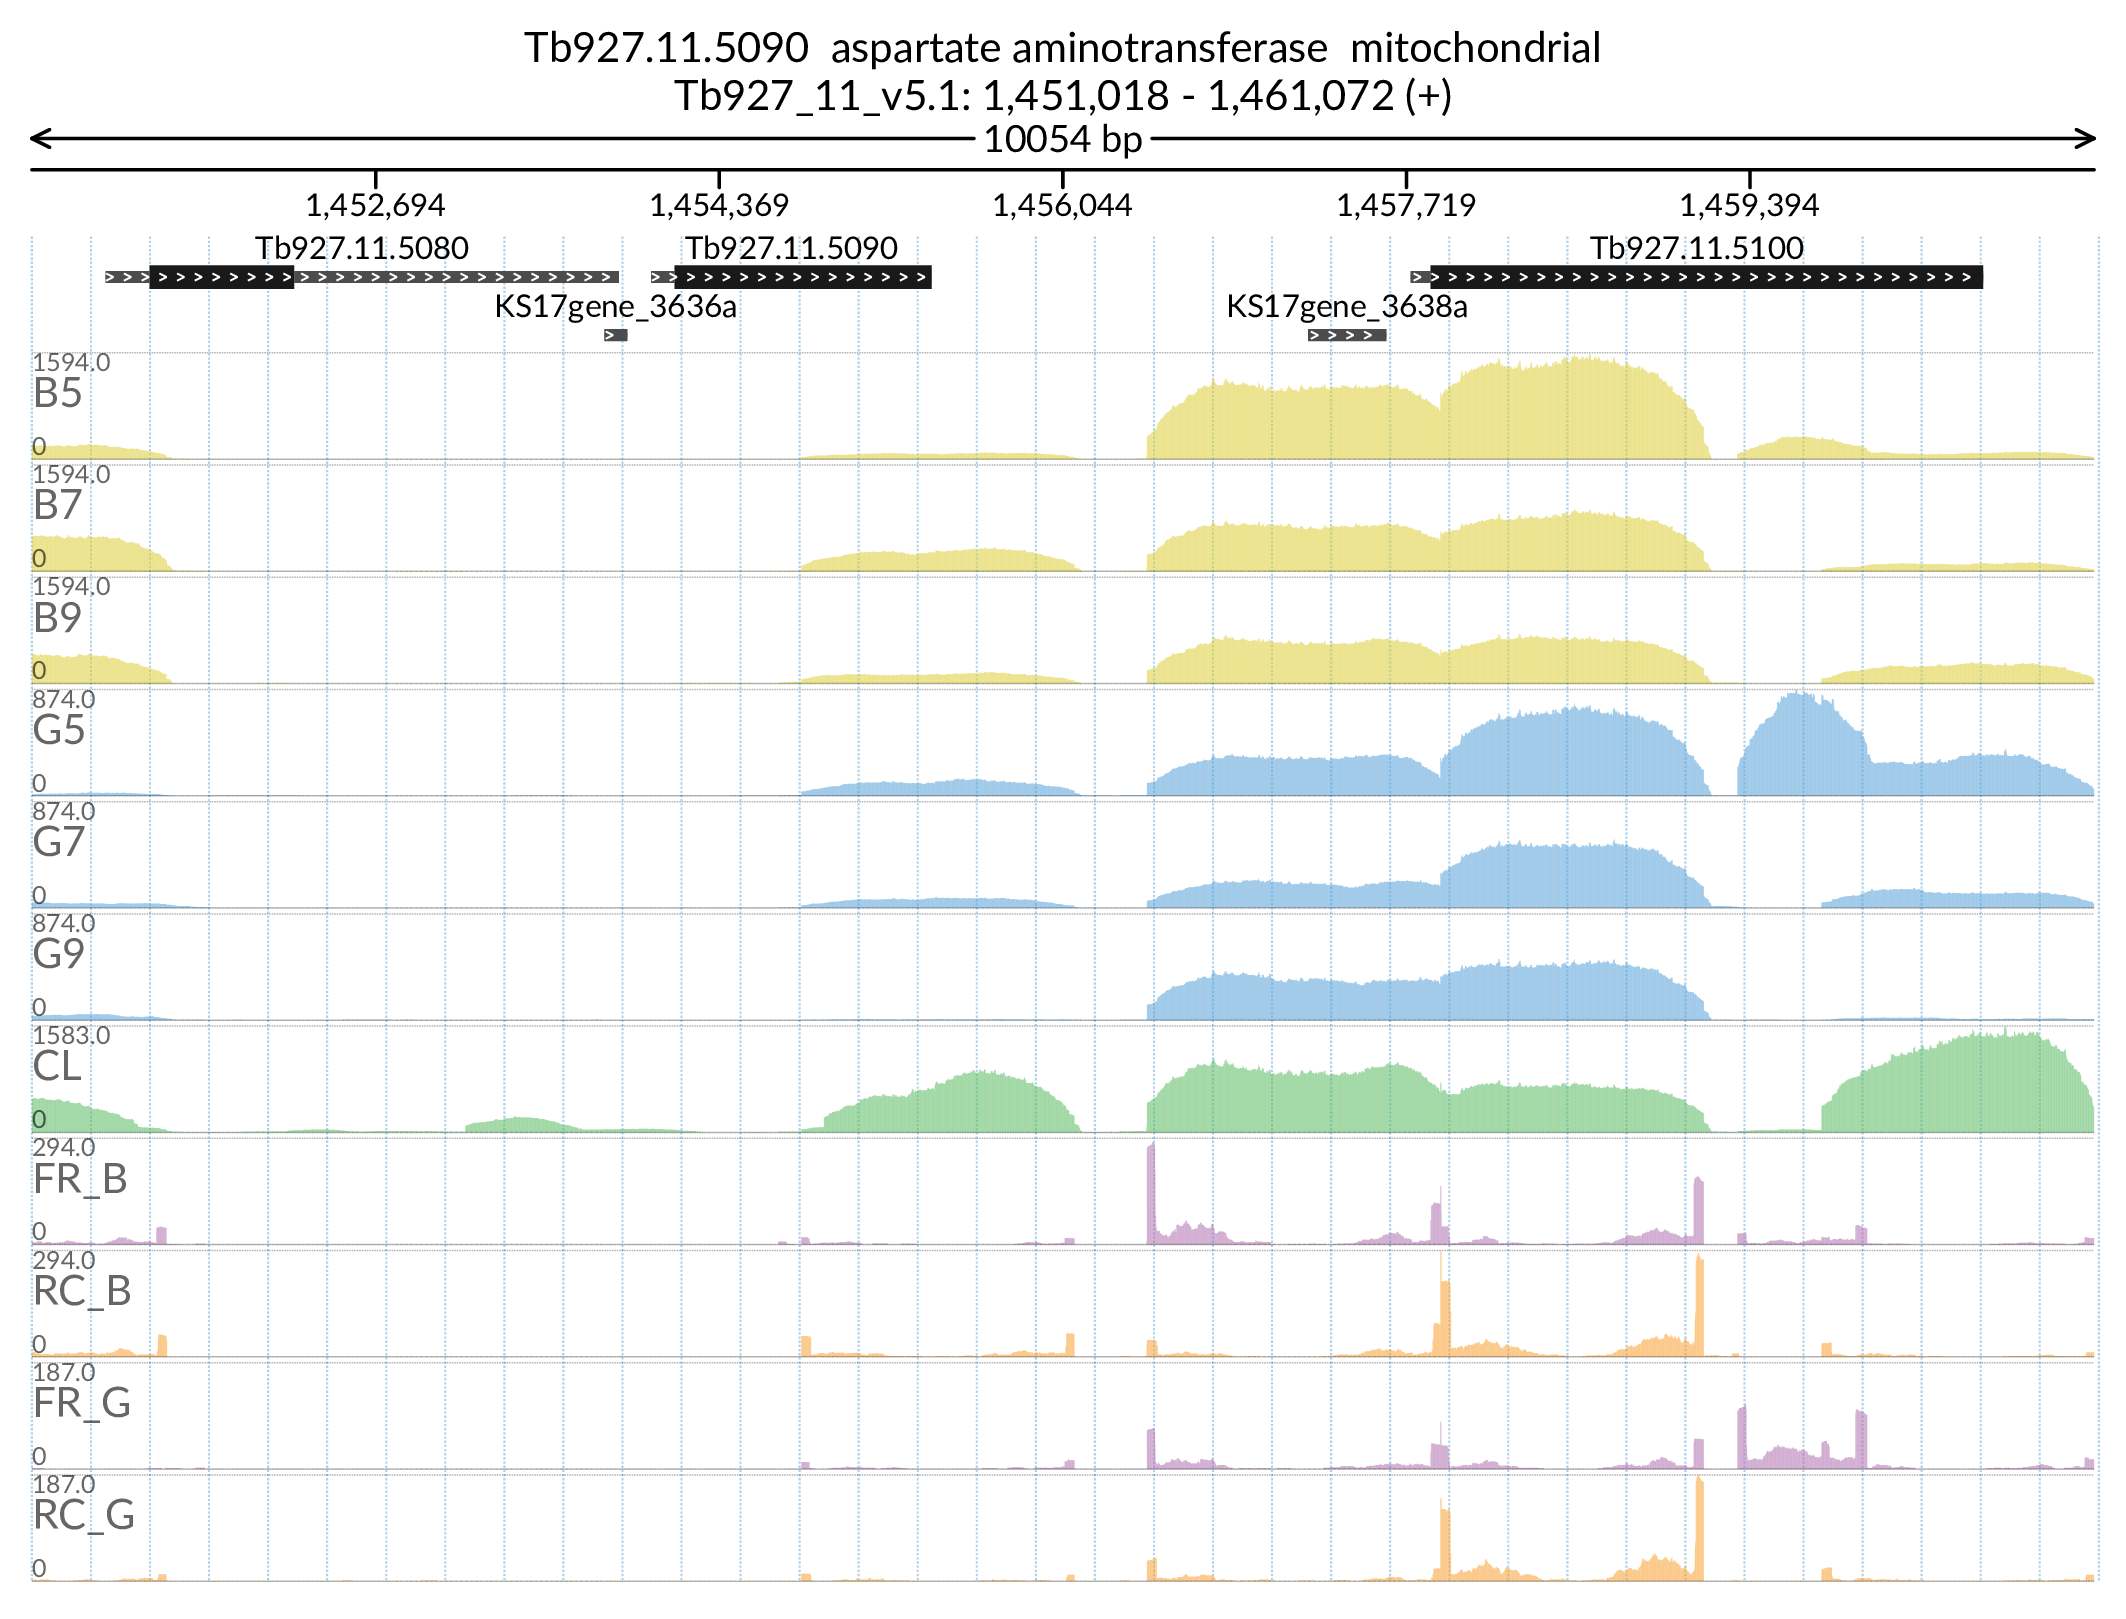 Tb927.11.5090 aspartate aminotransferase mitochondrial
Tb927_11_v5.1: 1,451,018 - 1,461,072 (+)
10054 bp
1,452,694 1,454,369 1,456,044 1,457,719 1,459,394
Tb927.11.5080 Tb927.11.5090 Tb927.11.5100
KS17gene_3636a KS17gene_3638a
1594.0
B5
0
1594.0
B7
0
1594.0
B9
0
874.0
G5
0
874.0
G7
0
874.0
G9
0
1583.0
CL
0
294.0
FR_B
0
294.0
RC_B
0
187.0
FR_G
0
187.0
RC_G
0